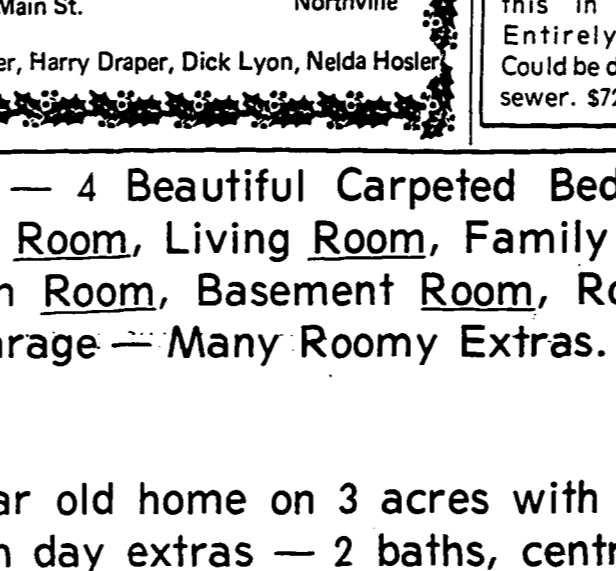 Main St.
Northville
er, Harry Draper, Dick Lyon, Nelda Hosler
this in
Entirely
Could be d
sewer. $72
— 4 Beautiful Carpeted Bed
Room, Living Room, Family
n Room, Basement Room, Ro
arage — Many Roomy Extras.
ar old home on 3 acres with
n day extras — 2 baths, centr